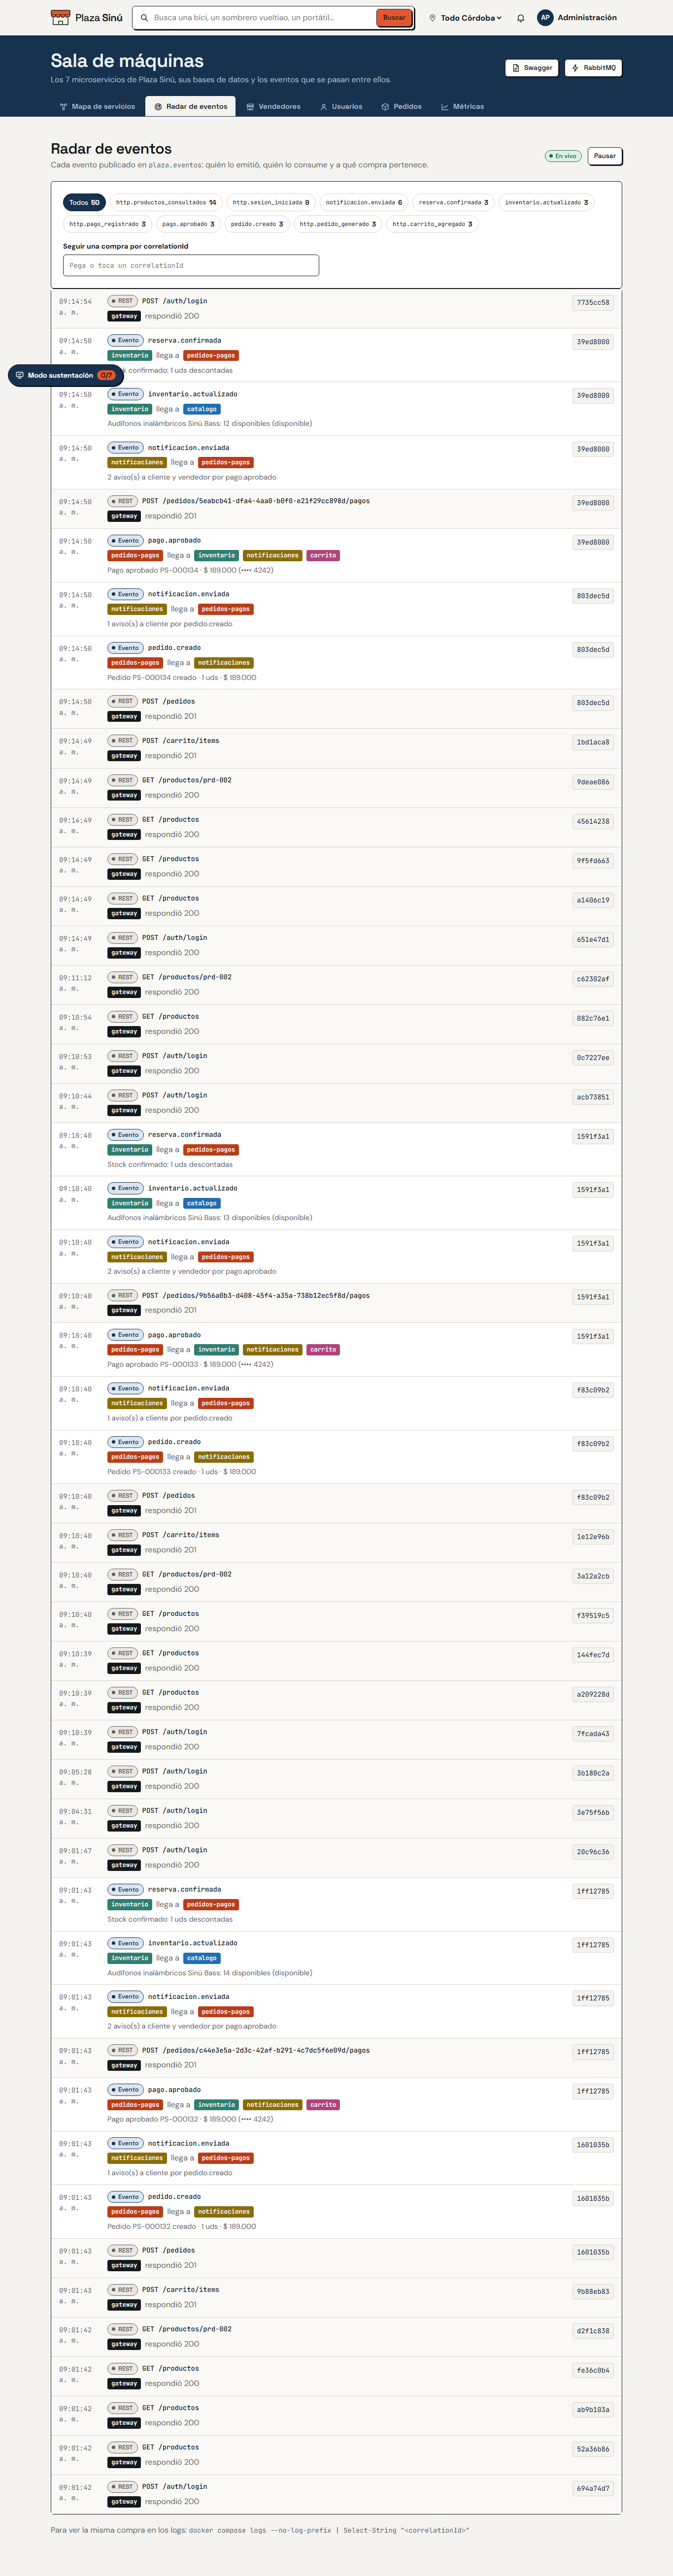 Plaza Sinú
Busca una bici, un sombrero vueltiao, un portátil…
Buscar
Todo Córdoba
AP
Administración
Sala de máquinas
Los 7 microservicios de Plaza Sinú, sus bases de datos y los eventos que se pasan entre ellos.
Swagger
RabbitMQ
Mapa de servicios
Radar de eventos
Vendedores
Usuarios
Pedidos
Métricas
Radar de eventos
Cada evento publicado en plaza.eventos: quién lo emitió, quién lo consume y a qué compra pertenece.
En vivo
Pausar
Todos 50
http.productos_consultados 14
http.sesion_iniciada 9
notificacion.enviada 6
reserva.confirmada 3
inventario.actualizado 3
http.pago_registrado 3
pago.aprobado 3
pedido.creado 3
http.pedido_generado 3
http.carrito_agregado 3
Seguir una compra por correlationId
Pega o toca un correlationId
09:14:54 a. m. REST POST /auth/login 7735cc58
gateway respondió 200
09:14:50 a. m. Evento reserva.confirmada 39ed8000
inventario llega a pedidos-pagos
Modo sustentación 0/7
k confirmado: 1 uds descontadas
09:14:50 a. m. Evento inventario.actualizado 39ed8000
inventario llega a catalogo
Audífonos inalámbricos Sinú Bass: 12 disponibles (disponible)
09:14:50 a. m. Evento notificacion.enviada 39ed8000
notificaciones llega a pedidos-pagos
2 aviso(s) a cliente y vendedor por pago.aprobado
09:14:50 a. m. REST POST /pedidos/5eabcb41-dfa4-4aa0-b0f0-e21f29cc898d/pagos 39ed8000
gateway respondió 201
09:14:50 a. m. Evento pago.aprobado 39ed8000
pedidos-pagos llega a inventario notificaciones carrito
Pago aprobado PS-000134 · $ 189.000 (•••• 4242)
09:14:50 a. m. Evento notificacion.enviada 803dec5d
notificaciones llega a pedidos-pagos
1 aviso(s) a cliente por pedido.creado
09:14:50 a. m. Evento pedido.creado 803dec5d
pedidos-pagos llega a notificaciones
Pedido PS-000134 creado · 1 uds · $ 189.000
09:14:50 a. m. REST POST /pedidos 803dec5d
gateway respondió 201
09:14:49 a. m. REST POST /carrito/items 1bd1aca8
gateway respondió 201
09:14:49 a. m. REST GET /productos/prd-002 9deae086
gateway respondió 200
09:14:49 a. m. REST GET /productos 45614238
gateway respondió 200
09:14:49 a. m. REST GET /productos 9f5fd663
gateway respondió 200
09:14:49 a. m. REST GET /productos a1406c19
gateway respondió 200
09:14:49 a. m. REST POST /auth/login 651e47d1
gateway respondió 200
09:11:12 a. m. REST GET /productos/prd-002 c62302af
gateway respondió 200
09:10:54 a. m. REST GET /productos 082c76e1
gateway respondió 200
09:10:53 a. m. REST POST /auth/login 0c7227ee
gateway respondió 200
09:10:44 a. m. REST POST /auth/login acb73851
gateway respondió 200
09:10:40 a. m. Evento reserva.confirmada 1591f3a1
inventario llega a pedidos-pagos
Stock confirmado: 1 uds descontadas
09:10:40 a. m. Evento inventario.actualizado 1591f3a1
inventario llega a catalogo
Audífonos inalámbricos Sinú Bass: 13 disponibles (disponible)
09:10:40 a. m. Evento notificacion.enviada 1591f3a1
notificaciones llega a pedidos-pagos
2 aviso(s) a cliente y vendedor por pago.aprobado
09:10:40 a. m. REST POST /pedidos/9b56a0b3-d408-45f4-a35a-738b12ec5f8d/pagos 1591f3a1
gateway respondió 201
09:10:40 a. m. Evento pago.aprobado 1591f3a1
pedidos-pagos llega a inventario notificaciones carrito
Pago aprobado PS-000133 · $ 189.000 (•••• 4242)
09:10:40 a. m. Evento notificacion.enviada f83c09b2
notificaciones llega a pedidos-pagos
1 aviso(s) a cliente por pedido.creado
09:10:40 a. m. Evento pedido.creado f83c09b2
pedidos-pagos llega a notificaciones
Pedido PS-000133 creado · 1 uds · $ 189.000
09:10:40 a. m. REST POST /pedidos f83c09b2
gateway respondió 201
09:10:40 a. m. REST POST /carrito/items 1e12e96b
gateway respondió 201
09:10:40 a. m. REST GET /productos/prd-002 3a12a2cb
gateway respondió 200
09:10:40 a. m. REST GET /productos f39519c5
gateway respondió 200
09:10:39 a. m. REST GET /productos 144fec7d
gateway respondió 200
09:10:39 a. m. REST GET /productos a209228d
gateway respondió 200
09:10:39 a. m. REST POST /auth/login 7fcada43
gateway respondió 200
09:05:28 a. m. REST POST /auth/login 3b180c2a
gateway respondió 200
09:04:31 a. m. REST POST /auth/login 3e75f56b
gateway respondió 200
09:01:47 a. m. REST POST /auth/login 20c96c36
gateway respondió 200
09:01:43 a. m. Evento reserva.confirmada 1ff12785
inventario llega a pedidos-pagos
Stock confirmado: 1 uds descontadas
09:01:43 a. m. Evento inventario.actualizado 1ff12785
inventario llega a catalogo
Audífonos inalámbricos Sinú Bass: 14 disponibles (disponible)
09:01:43 a. m. Evento notificacion.enviada 1ff12785
notificaciones llega a pedidos-pagos
2 aviso(s) a cliente y vendedor por pago.aprobado
09:01:43 a. m. REST POST /pedidos/c44e3e5a-2d3c-42af-b291-4c7dc5f6e09d/pagos 1ff12785
gateway respondió 201
09:01:43 a. m. Evento pago.aprobado 1ff12785
pedidos-pagos llega a inventario notificaciones carrito
Pago aprobado PS-000132 · $ 189.000 (•••• 4242)
09:01:43 a. m. Evento notificacion.enviada 1601035b
notificaciones llega a pedidos-pagos
1 aviso(s) a cliente por pedido.creado
09:01:43 a. m. Evento pedido.creado 1601035b
pedidos-pagos llega a notificaciones
Pedido PS-000132 creado · 1 uds · $ 189.000
09:01:43 a. m. REST POST /pedidos 1601035b
gateway respondió 201
09:01:43 a. m. REST POST /carrito/items 9b88eb83
gateway respondió 201
09:01:42 a. m. REST GET /productos/prd-002 d2f1c838
gateway respondió 200
09:01:42 a. m. REST GET /productos fe36c0b4
gateway respondió 200
09:01:42 a. m. REST GET /productos ab9b103a
gateway respondió 200
09:01:42 a. m. REST GET /productos 52a36b86
gateway respondió 200
09:01:42 a. m. REST POST /auth/login 694a74d7
gateway respondió 200
Para ver la misma compra en los logs: docker compose logs --no-log-prefix | Select-String "<correlationId>"